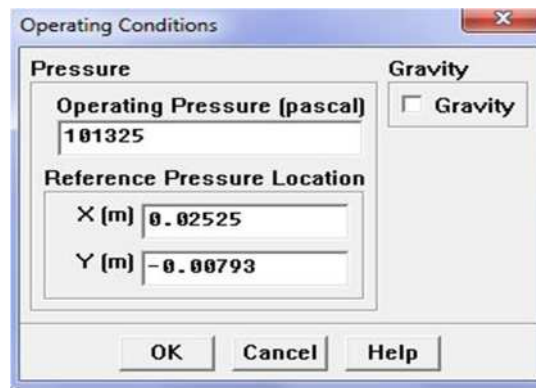 Operating Conditions
Pressure
Gravity
Operating Pressure (pascal)
Gravity
101325
Reference Pressure Location
X (m) 0.02525
Y (m) -0.00793
OK Cancel Help